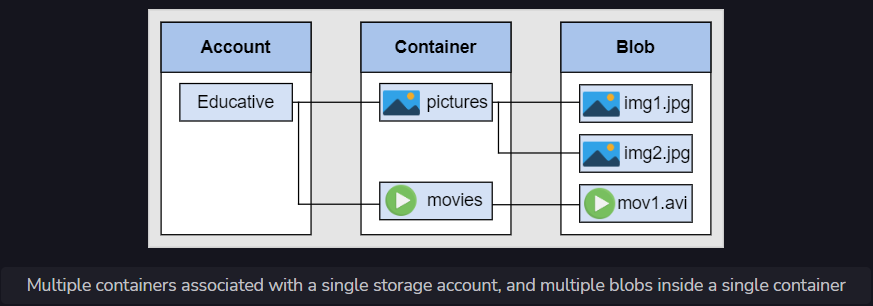 Account
Container
Blob
Educative
pictures
img1.jpg
img2.jpg
movies
mov1.avi
Multiple containers associated with a single storage account, and multiple blobs inside a single container